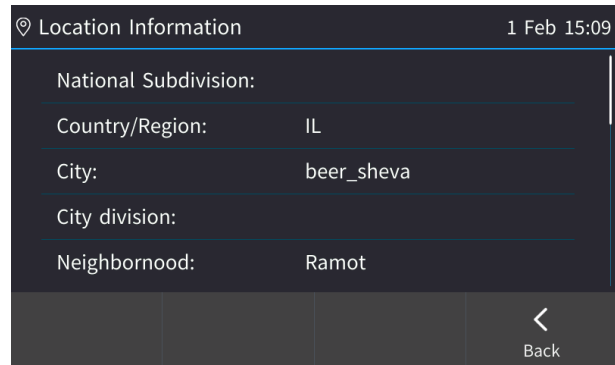 Location Information 1 Feb 15:09
National Subdivision:
Country/Region: IL
City: beer_sheva
City division:
Neighbornood: Ramot
Back